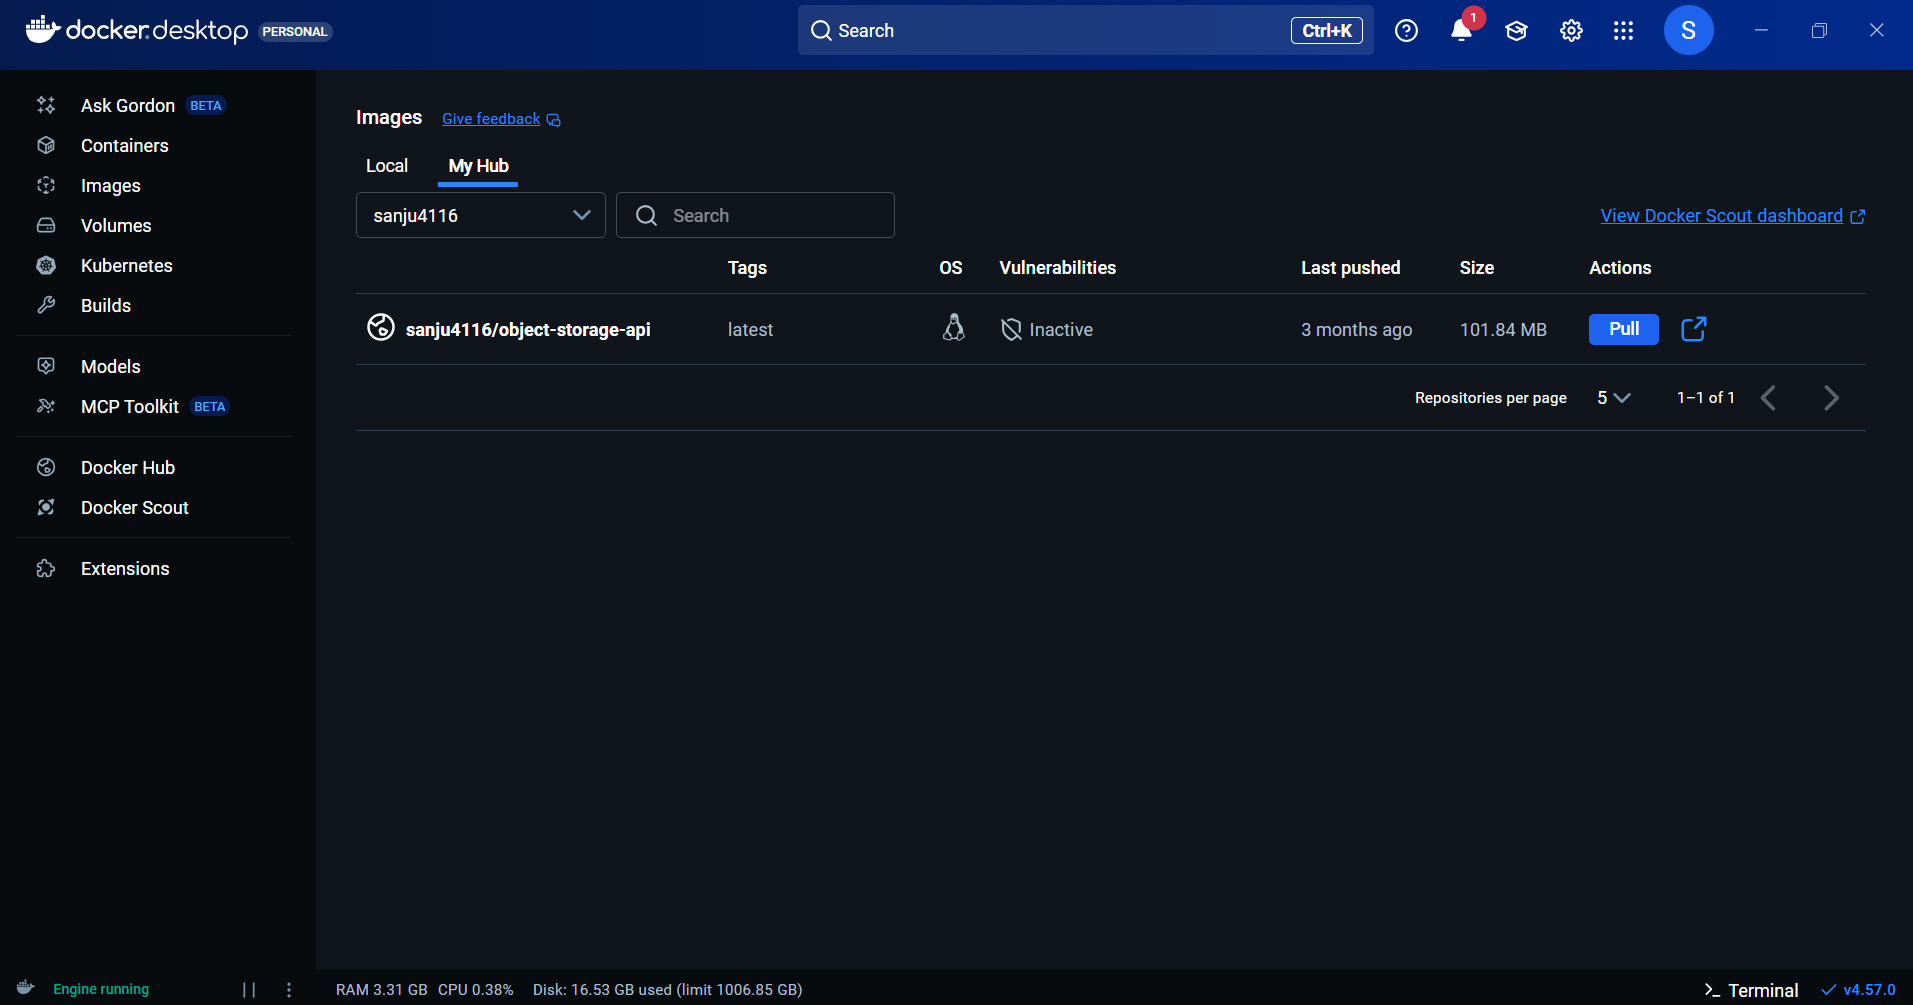 docker.desktop PERSONAL
Search Ctrl+K
1
S
Ask Gordon BETA
Containers
Images
Volumes
Kubernetes
Builds
Models
MCP Toolkit BETA
Docker Hub
Docker Scout
Extensions
Images Give feedback
Local My Hub
sanju4116 Search View Docker Scout dashboard
Tags OS Vulnerabilities Last pushed Size Actions
sanju4116/object-storage-api latest Inactive 3 months ago 101.84 MB Pull
Repositories per page 5 1–1 of 1
Engine running RAM 3.31 GB CPU 0.38% Disk: 16.53 GB used (limit 1006.85 GB) >_ Terminal v4.57.0